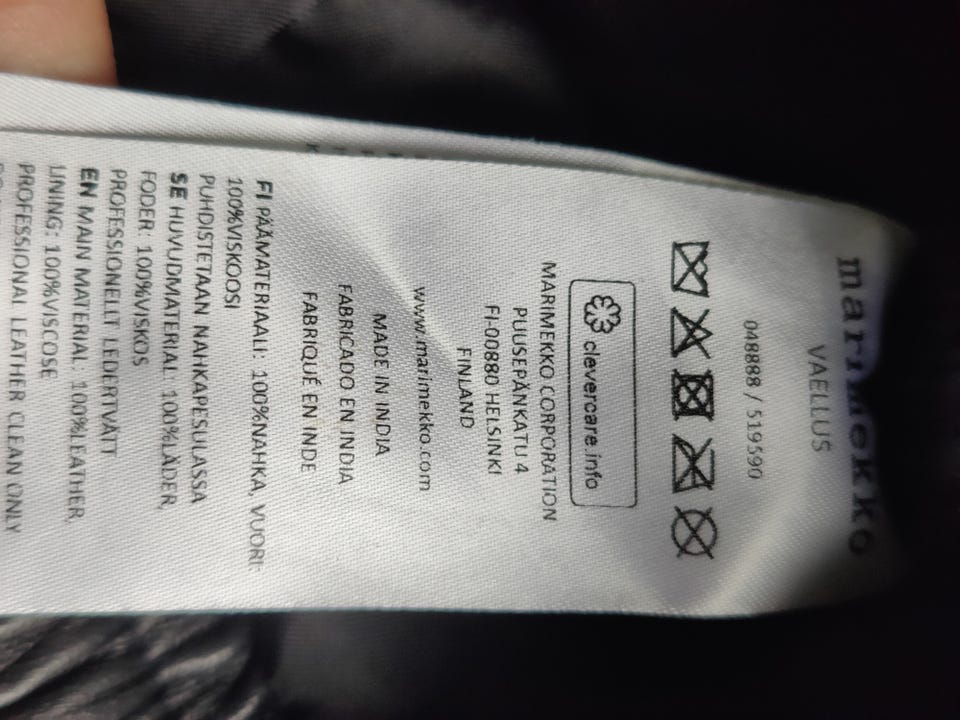 marimekko
VAELLUS
048888 / 519590
clevercare.info
MARIMEKKO CORPORATION
PUUSEPÄNKATU 4
FI-00880 HELSINKI
FINLAND
www.marimekko.com
MADE IN INDIA
FABRICADO EN INDIA
FABRIQUÉ EN INDE
FI PÄÄMATERIAALI: 100%NAHKA, VUORI:
100%VISKOOSI
PUHDISTETAAN NAHKAPESULASSA
SE HUVUDMATERIAL: 100%LÄDER,
FODER: 100%VISKOS
PROFESSIONELLT LÄDERTVÄTT
EN MAIN MATERIAL: 100%LEATHER,
LINING: 100%VISCOSE
PROFESSIONAL LEATHER CLEAN ONLY